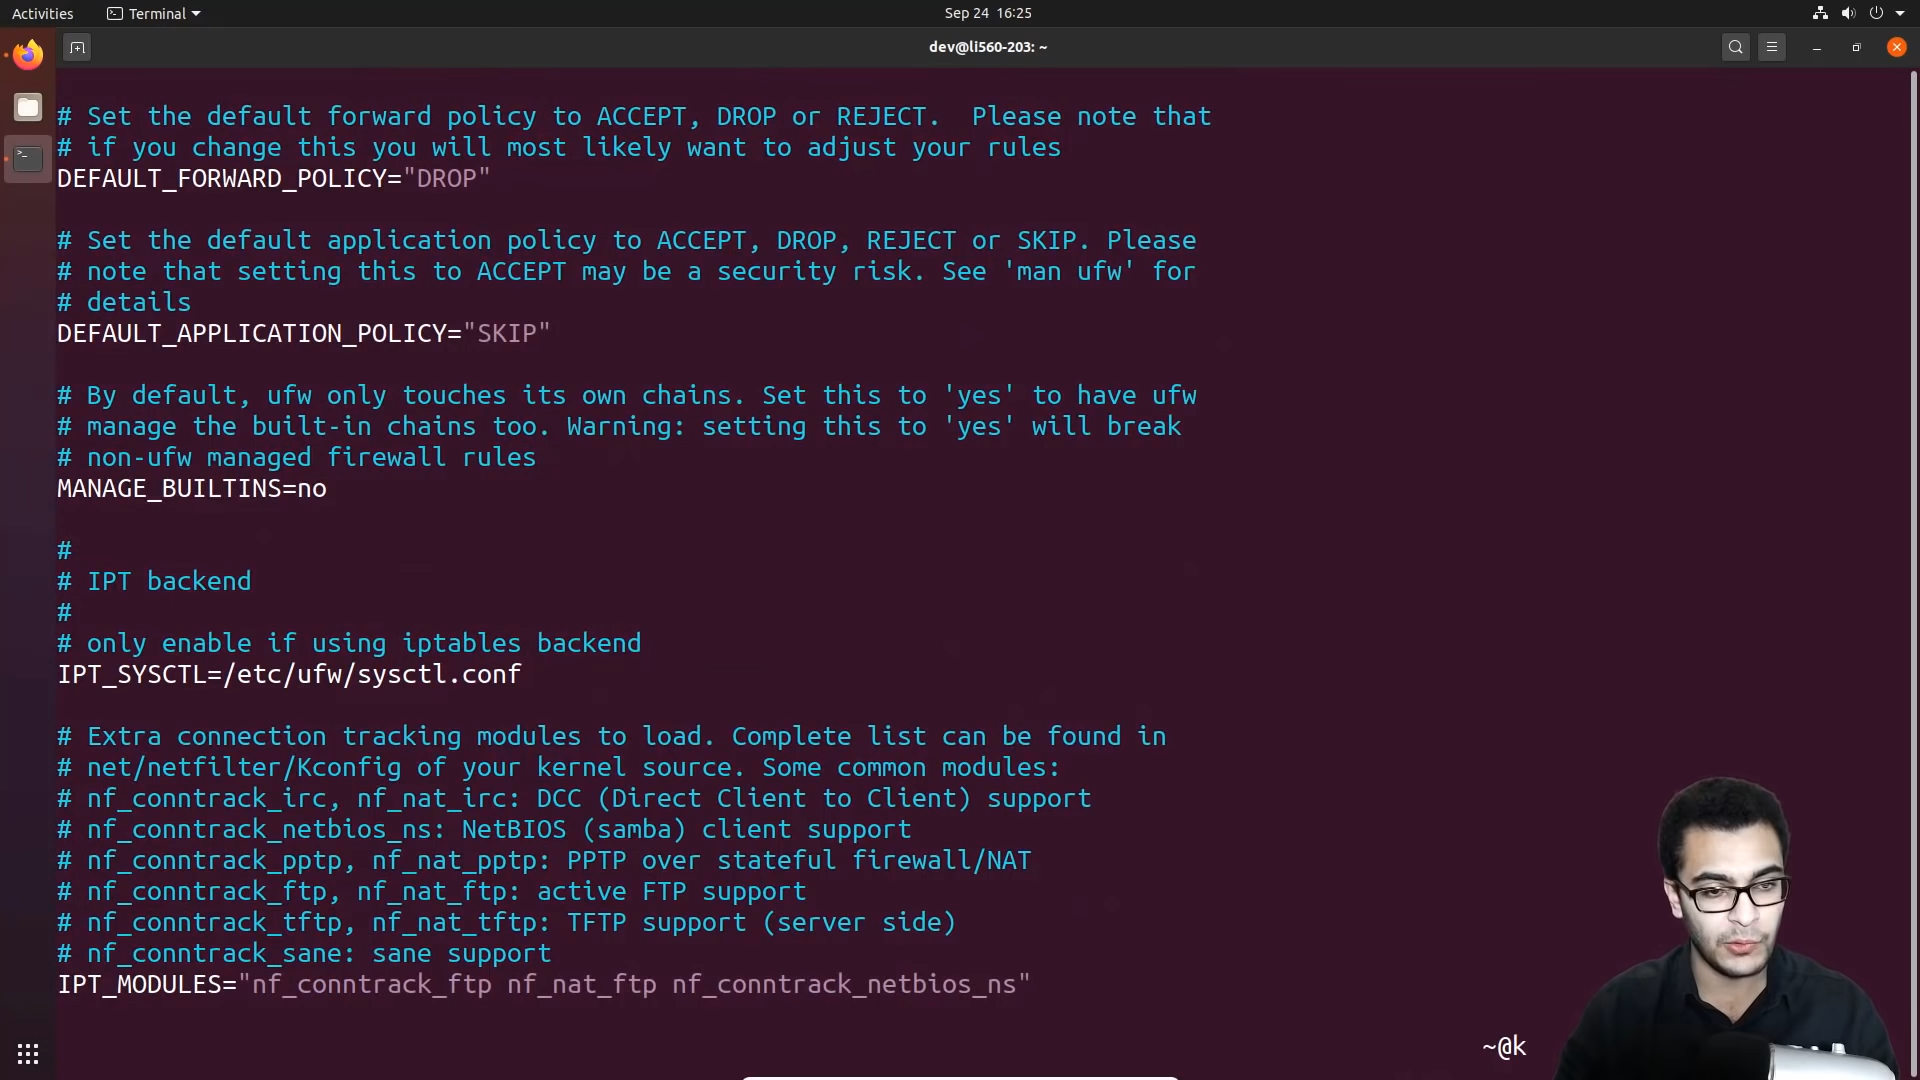 Activities
Terminal
Sep 24 16:25
dev@li560-203: ~
# Set the default forward policy to ACCEPT, DROP or REJECT.  Please note that
# if you change this you will most likely want to adjust your rules
DEFAULT_FORWARD_POLICY="DROP"
# Set the default application policy to ACCEPT, DROP, REJECT or SKIP. Please
# note that setting this to ACCEPT may be a security risk. See 'man ufw' for
# details
DEFAULT_APPLICATION_POLICY="SKIP"
# By default, ufw only touches its own chains. Set this to 'yes' to have ufw
# manage the built-in chains too. Warning: setting this to 'yes' will break
# non-ufw managed firewall rules
MANAGE_BUILTINS=no
#
# IPT backend
#
# only enable if using iptables backend
IPT_SYSCTL=/etc/ufw/sysctl.conf
# Extra connection tracking modules to load. Complete list can be found in
# net/netfilter/Kconfig of your kernel source. Some common modules:
# nf_conntrack_irc, nf_nat_irc: DCC (Direct Client to Client) support
# nf_conntrack_netbios_ns: NetBIOS (samba) client support
# nf_conntrack_pptp, nf_nat_pptp: PPTP over stateful firewall/NAT
# nf_conntrack_ftp, nf_nat_ftp: active FTP support
# nf_conntrack_tftp, nf_nat_tftp: TFTP support (server side)
# nf_conntrack_sane: sane support
IPT_MODULES="nf_conntrack_ftp nf_nat_ftp nf_conntrack_netbios_ns"
~@k